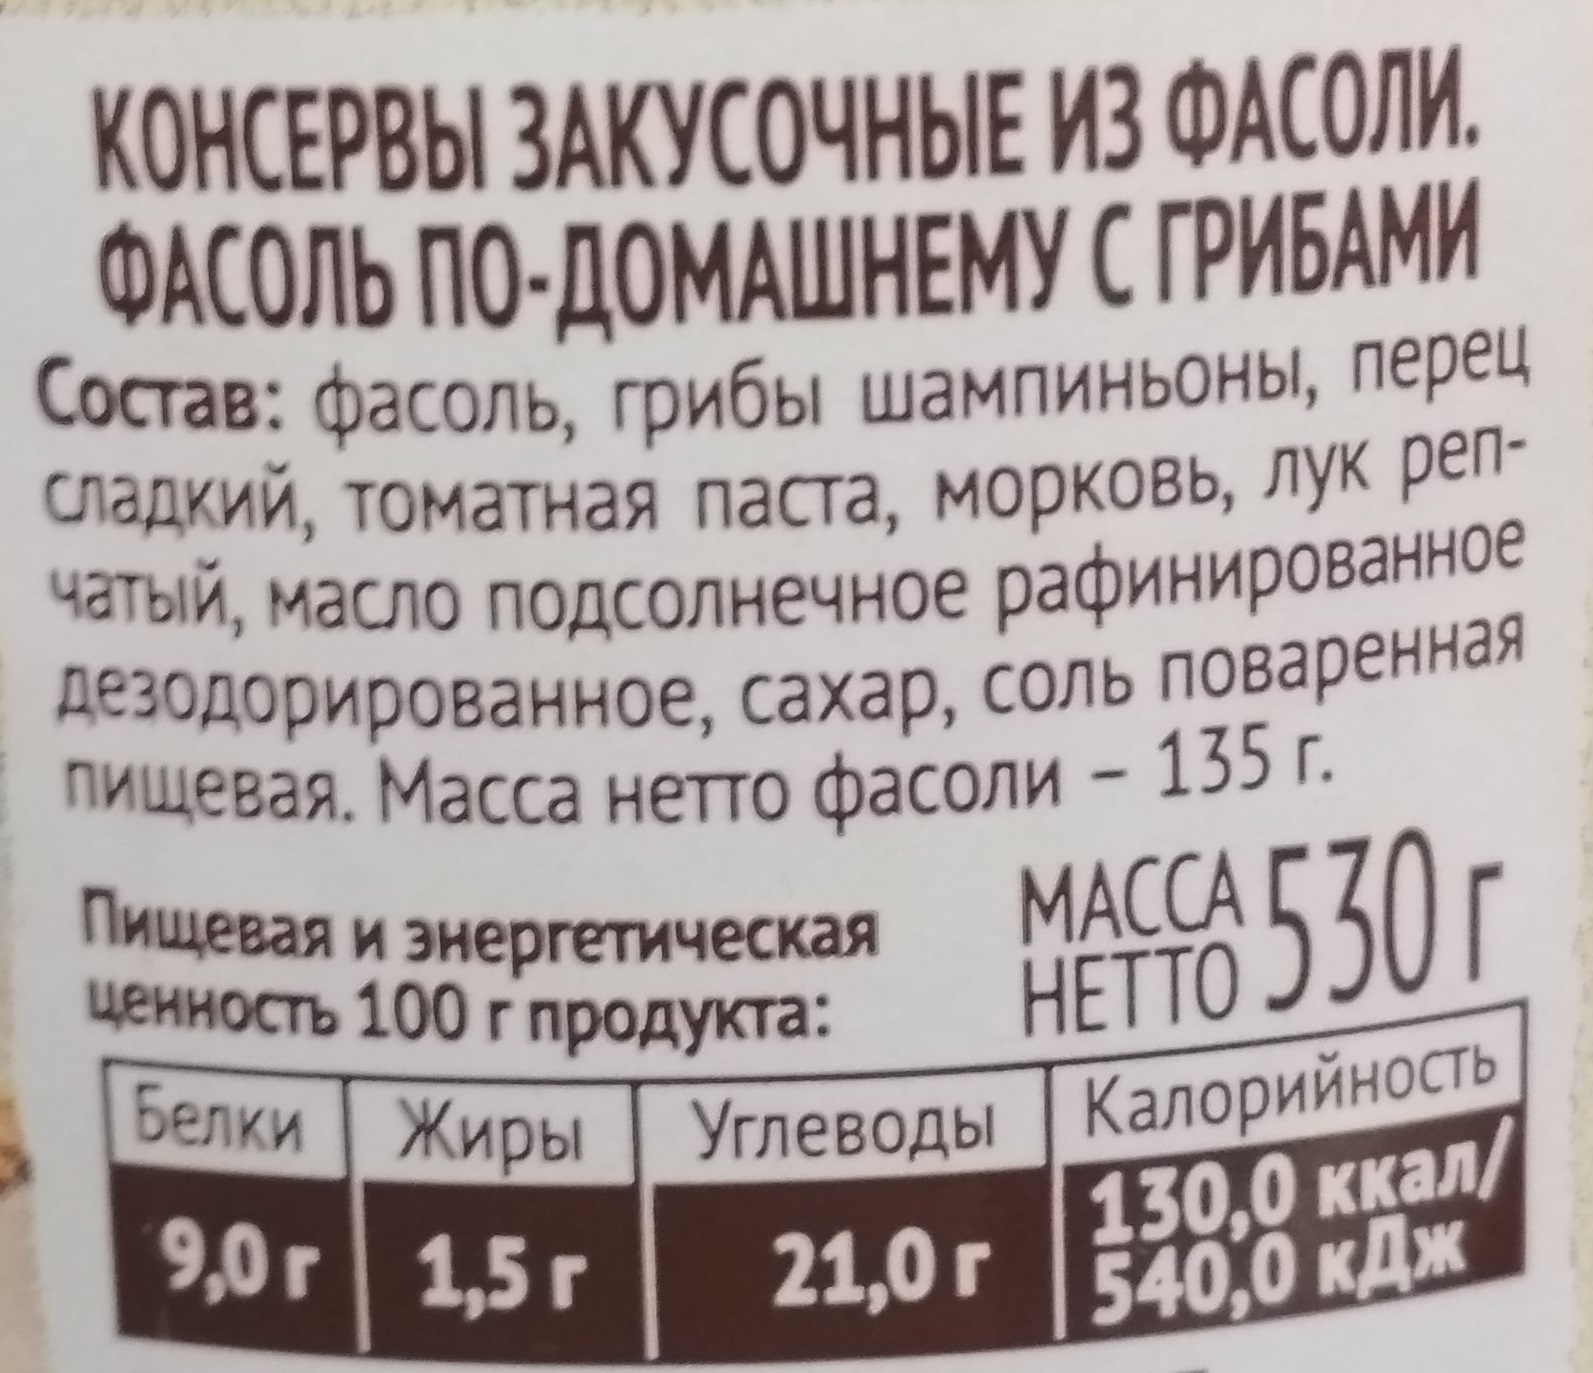 КОНСЕРВЫ ЗАКУСОЧНЫЕ ИЗ ФАСОЛИ.
ФАСОЛЬ ПО-ДОМАШНЕМУ С ГРИБАМИ
Состав: фасоль, грибы шампиньоны, перец
сладкий, томатная паста, морковь, лук реп-
чатый, масло подсолнечное рафинированное
дезодорированное, сахар, соль поваренная
пищевая. Масса нетто фасоли – 135 г.
Пищевая и энергетическая
ценность 100 г продукта:
МАССА
НЕТТО 530 г
Белки Жиры Углеводы Калорийность
9,0 г 1,5 г 21,0 г 130,0 ккал/
540,0 кДж